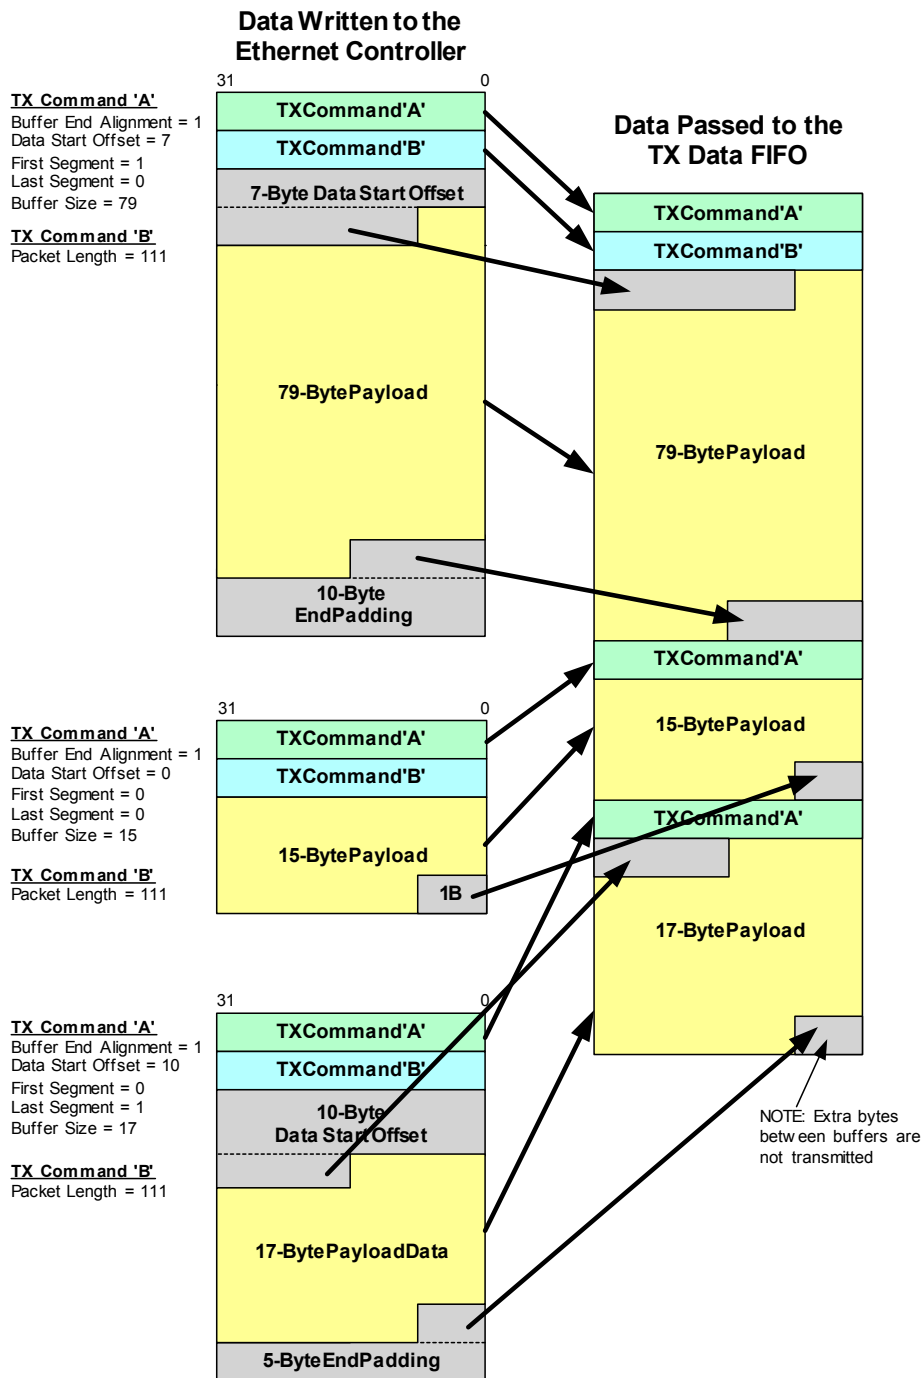 Data Written to the
Ethernet Controller
31 0
TX Command 'A'
Buffer End Alignment = 1
Data Start Offset = 7
First Segment = 1
Last Segment = 0
Buffer Size = 79
TX Command 'B'
Packet Length = 111
TXCommand'A'
TXCommand'B'
7-Byte Data Start Offset
79-BytePayload
10-Byte
EndPadding
Data Passed to the
TX Data FIFO
TXCommand'A'
TXCommand'B'
79-BytePayload
TXCommand'A'
15-BytePayload
TXCommand'A'
17-BytePayload
NOTE: Extra bytes
between buffers are
not transmitted
31 0
TX Command 'A'
Buffer End Alignment = 1
Data Start Offset = 0
First Segment = 0
Last Segment = 0
Buffer Size = 15
TX Command 'B'
Packet Length = 111
TXCommand'A'
TXCommand'B'
15-BytePayload
1B
31 0
TX Command 'A'
Buffer End Alignment = 1
Data Start Offset = 10
First Segment = 0
Last Segment = 1
Buffer Size = 17
TX Command 'B'
Packet Length = 111
TXCommand'A'
TXCommand'B'
10-Byte
Data StartOffset
17-BytePayloadData
5-ByteEndPadding